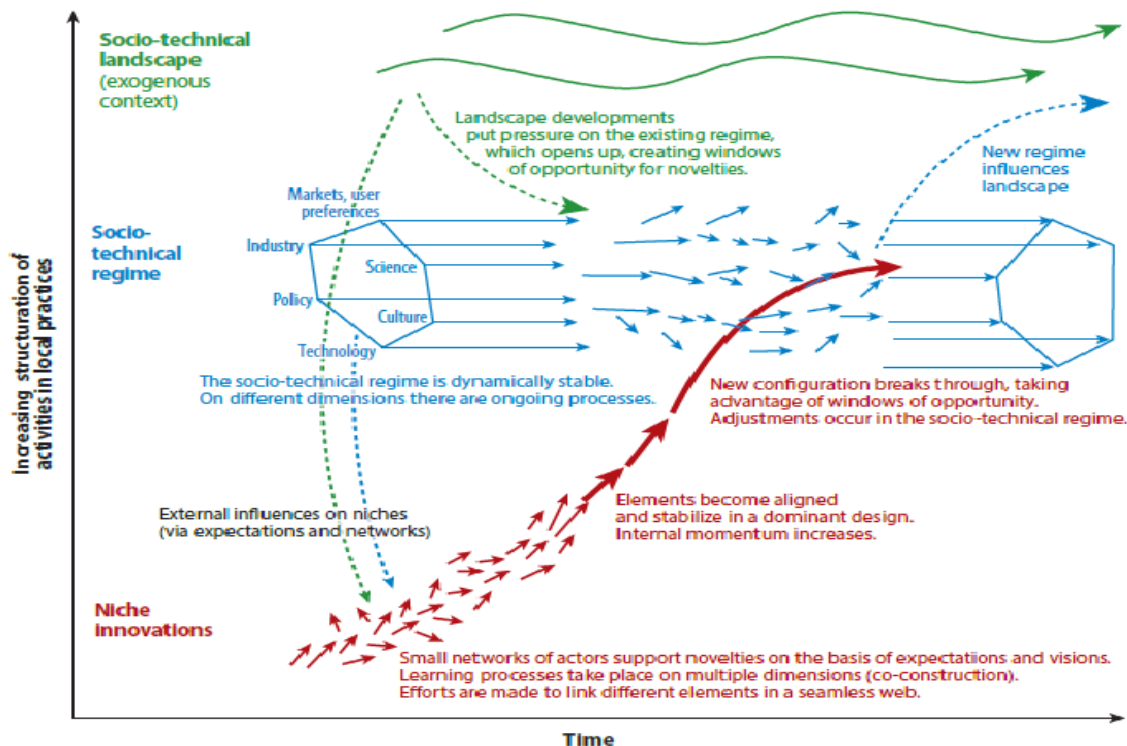 Socio-technical
landscape
(exogenous
context)
Landscape developments
put pressure on the existing regime,
which opens up, creating windows
of opportunity for novelties.
New regime
influences
landscape
Markets, user
preferences
Socio-
technical
regime
Industry
Science
Policy
Culture
Technology
The socio-technical regime is dynamically stable.
On different dimensions there are ongoing processes.
New configuration breaks through, taking
advantage of windows of opportunity.
Adjustments occur in the socio-technical regime.
Increasing structuration of
activities in local practices
External influences on niches
(via expectations and networks)
Elements become aligned
and stabilize in a dominant design.
Internal momentum increases.
Niche
innovations
Small networks of actors support novelties on the basis of expectatiions and visions.
Learning processes take place on multiple dimensions (co-construction).
Efforts are made to link different elements in a seamless web.
Time